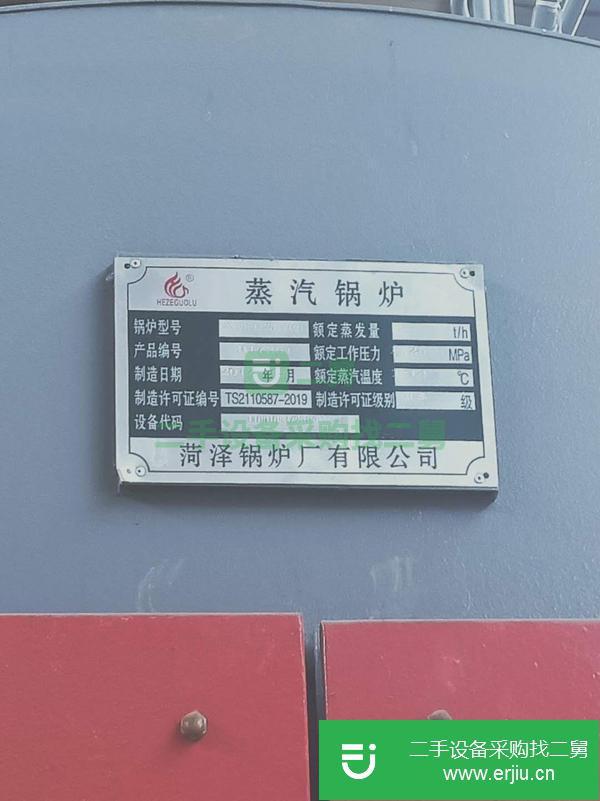 ®
HEZEGUOLU
蒸汽锅炉
锅炉型号 额定蒸发量 t/h
产品编号 额定工作压力 MPa
制造日期 年 月 额定蒸汽温度 ℃
制造许可证编号 TS2110587-2019 制造许可证级别 级
设备代码
二手设备采购找二舅
菏泽锅炉厂有限公司
二手设备采购找二舅
www.erjiu.cn